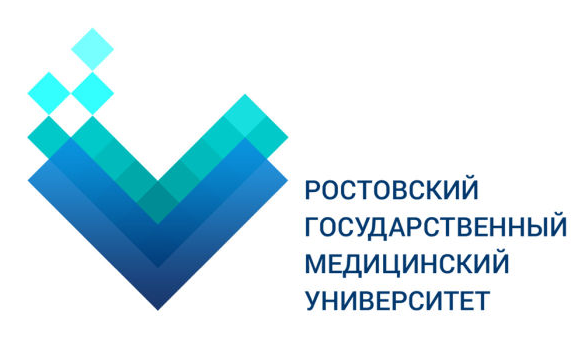 РОСТОВСКИЙ
ГОСУДАРСТВЕННЫЙ
МЕДИЦИНСКИЙ
УНИВЕРСИТЕТ